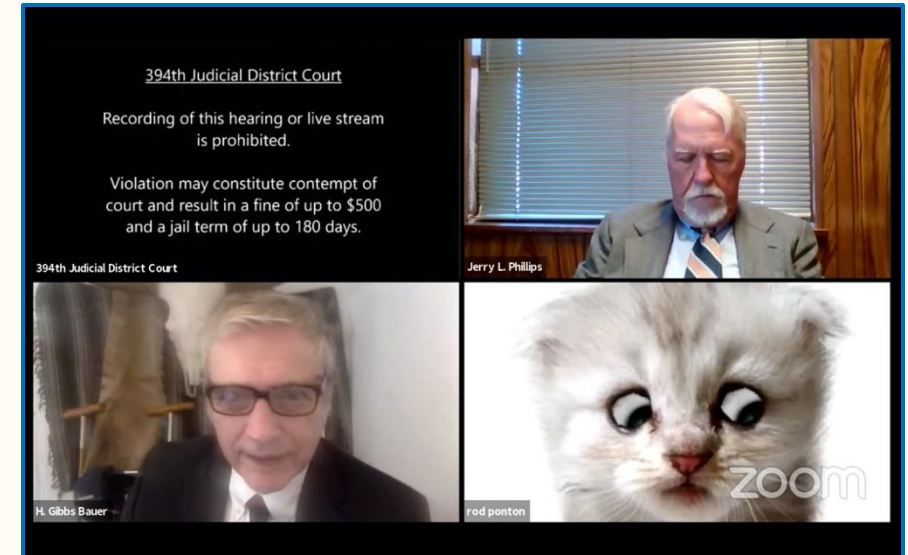 394th Judicial District Court
Recording of this hearing or live stream
is prohibited.
Violation may constitute contempt of
court and result in a fine of up to $500
and a jail term of up to 180 days.
394th Judicial District Court
Jerry L. Phillips
H. Gibbs Bauer
zoom
rod ponton